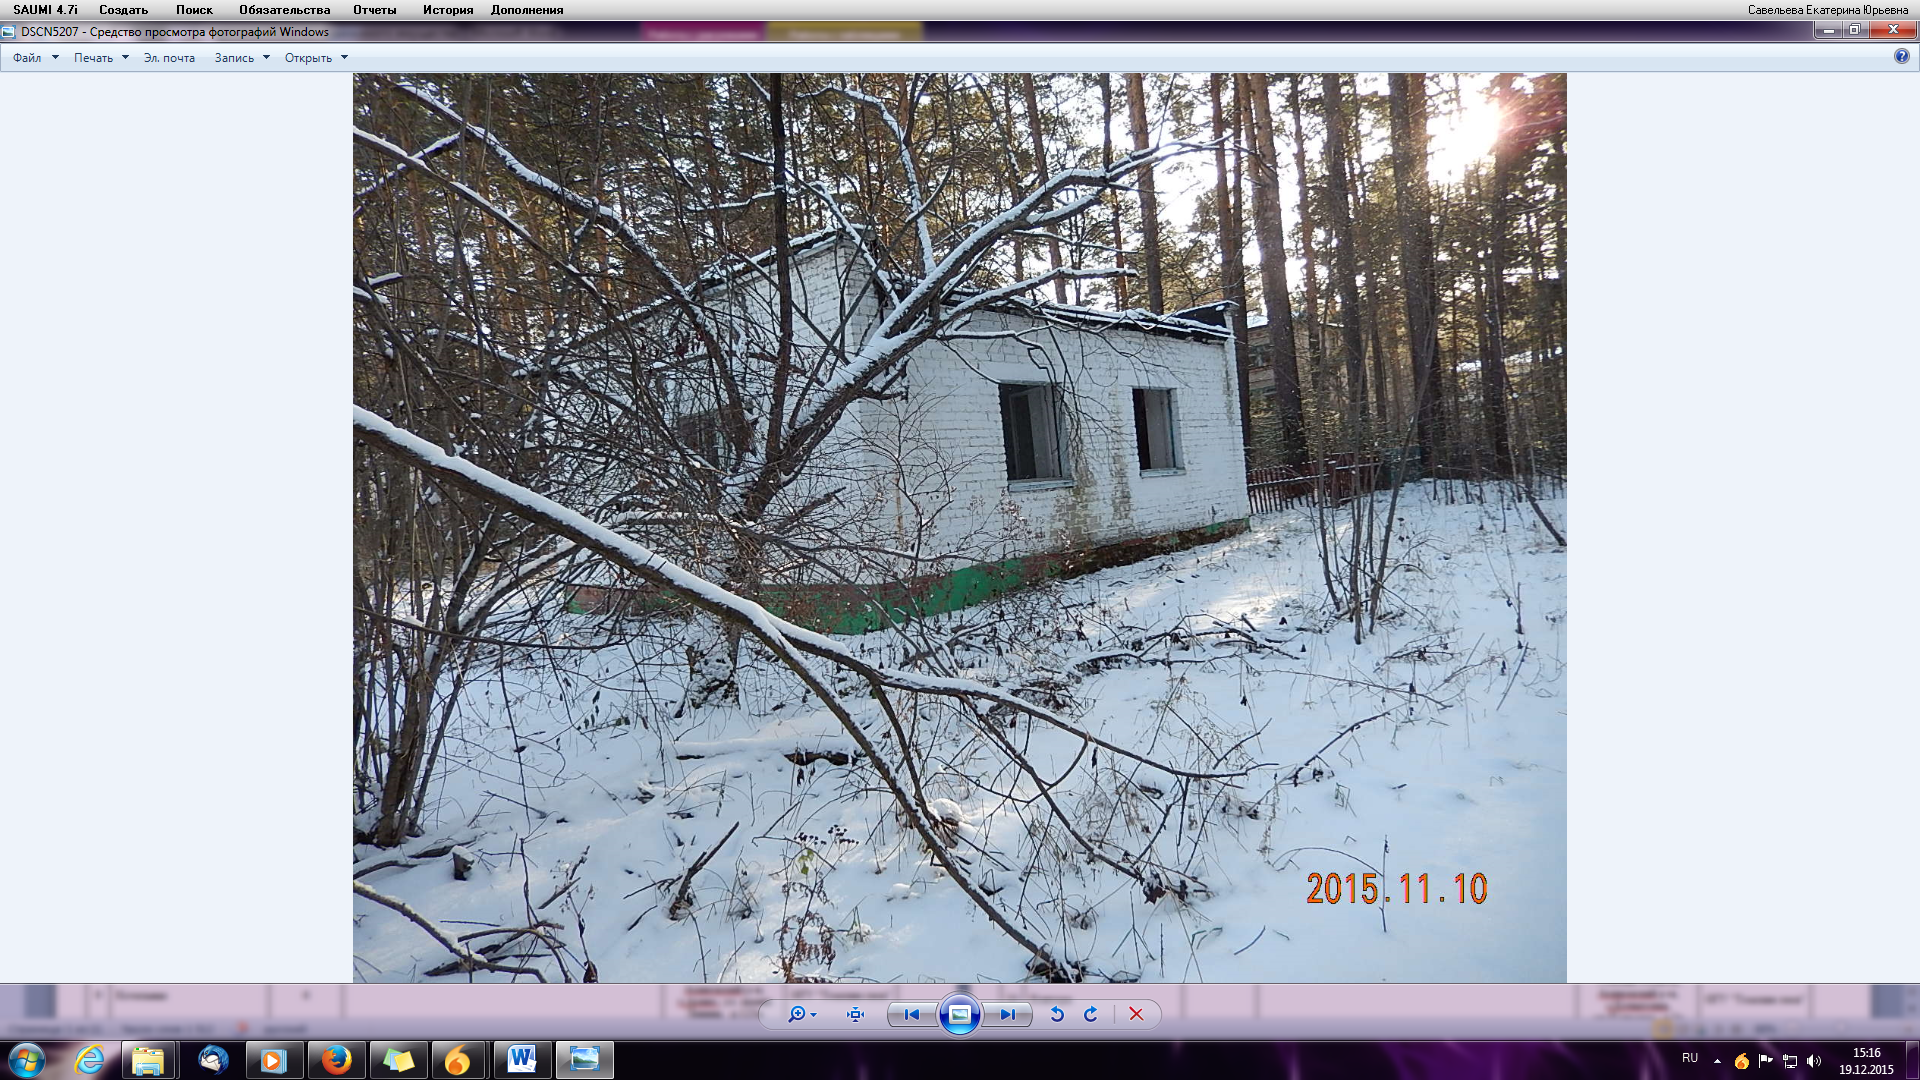 SAUMI 4.7i Создать Поиск Обязательства Отчеты История Дополнения Савельева Екатерина Юрьевна
DSCN5207 - Средство просмотра фотографий Windows
Файл Печать Эл. почта Запись Открыть
2015.11.10
RU 15:16
19.12.2015